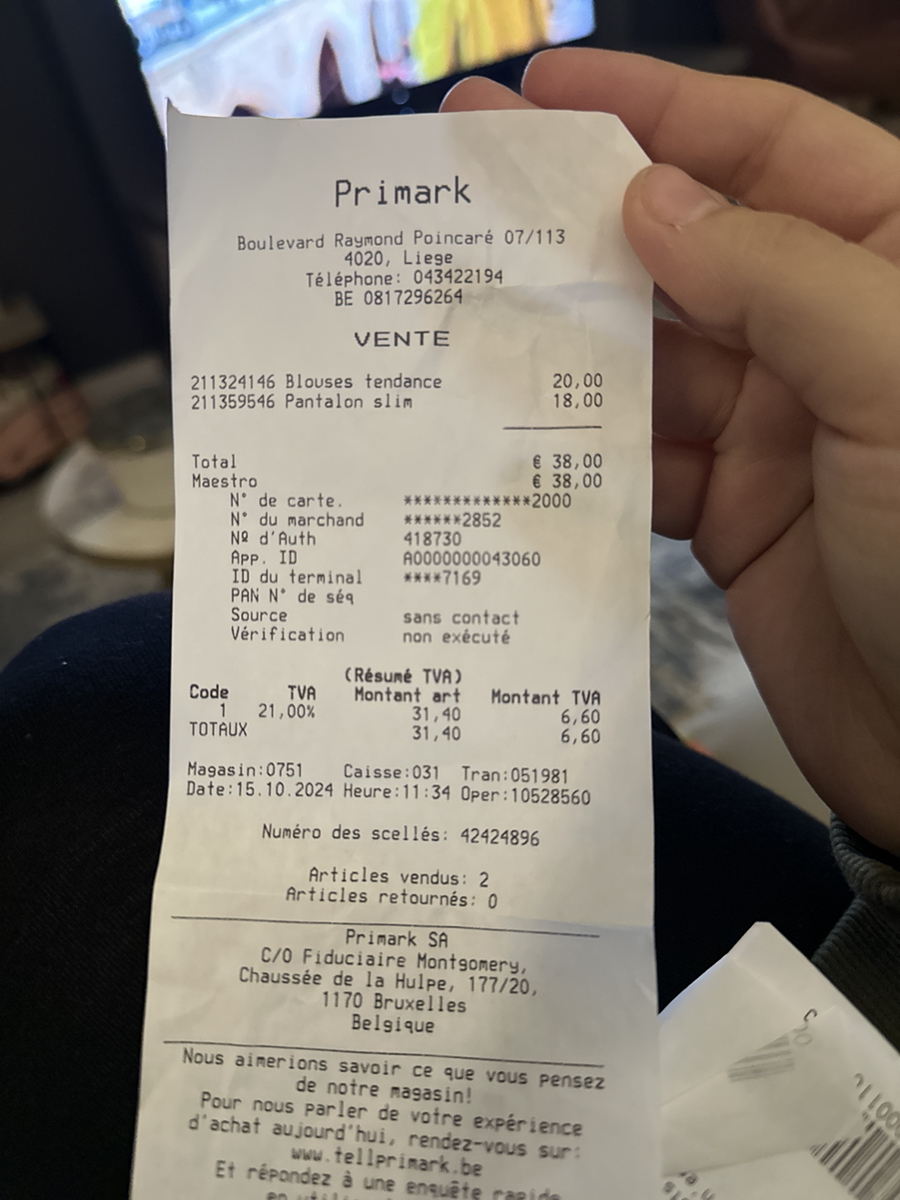 Primark
Boulevard Raymond Poincaré 07/113
4020, Liege
Téléphone: 043422194
BE 0817296264
VENTE
211324146 Blouses tendance 20,00
211359546 Pantalon slim 18,00
Total € 38,00
Maestro € 38,00
N° de carte. *************2000
N° du marchand ******2852
Nº d'Auth 418730
App. ID A0000000043060
ID du terminal ****7169
PAN N° de séq
Source sans contact
Vérification non exécuté
(Résumé TVA)
Code TVA Montant art Montant TVA
1 21,00% 31,40 6,60
TOTAUX 31,40 6,60
Magasin:0751 Caisse:031 Tran:051981
Date:15.10.2024 Heure:11:34 Oper:10528560
Numéro des scellés: 42424896
Articles vendus: 2
Articles retournés: 0
Primark SA
C/O Fiduciaire Montgomery,
Chaussée de la Hulpe, 177/20,
1170 Bruxelles
Belgique
Nous aimerions savoir ce que vous pensez
de notre magasin!
Pour nous parler de votre expérience
d'achat aujourd'hui, rendez-vous sur:
www.tellprimark.be
Et répondez à une enquête rapide